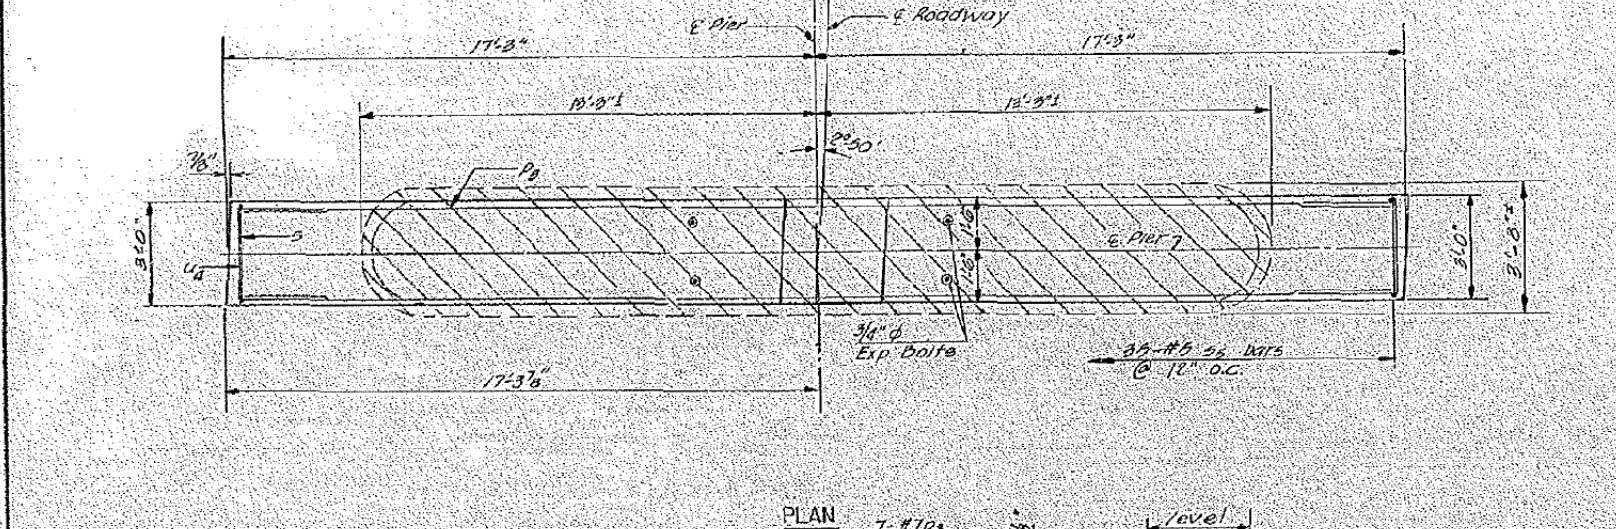 ℄ Pier
℄ Roadway
17'-3"
17'-3"
13'-3"±
13'-3"±
2°50'
7/8"
P8
3'-0"
S
U4
1'-6"
1'-6"
℄ Pier 7
3'-0"
3'-8"±
3/4" ϕ
Exp Bolts
35-#5 S5 bars
@ 12" o.c.
17'-3⅞"
PLAN
level